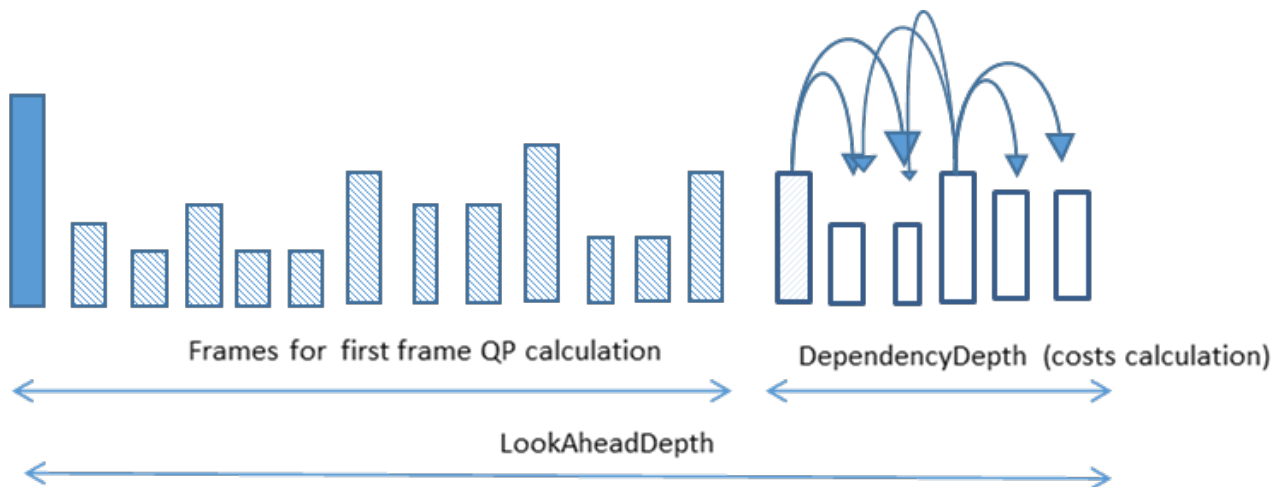 Frames for first frame QP calculation
DependencyDepth (costs calculation)
LookAheadDepth